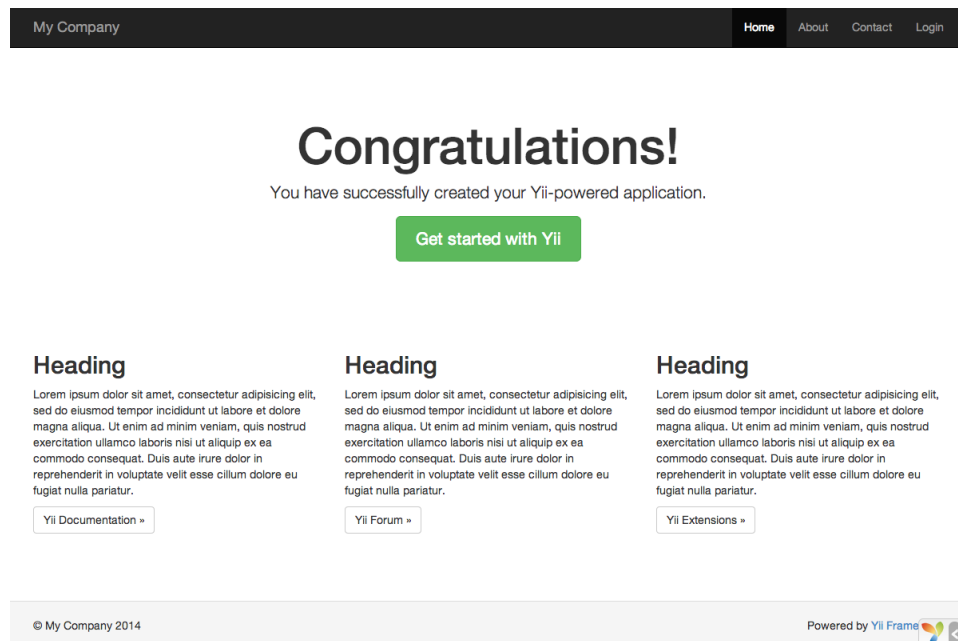 My Company
Home About Contact Login
Congratulations!
You have successfully created your Yii-powered application.
Get started with Yii
Heading
Lorem ipsum dolor sit amet, consectetur adipisicing elit,
sed do eiusmod tempor incididunt ut labore et dolore
magna aliqua. Ut enim ad minim veniam, quis nostrud
exercitation ullamco laboris nisi ut aliquip ex ea
commodo consequat. Duis aute irure dolor in
reprehenderit in voluptate velit esse cillum dolore eu
fugiat nulla pariatur.
Yii Documentation »
Heading
Lorem ipsum dolor sit amet, consectetur adipisicing elit,
sed do eiusmod tempor incididunt ut labore et dolore
magna aliqua. Ut enim ad minim veniam, quis nostrud
exercitation ullamco laboris nisi ut aliquip ex ea
commodo consequat. Duis aute irure dolor in
reprehenderit in voluptate velit esse cillum dolore eu
fugiat nulla pariatur.
Yii Forum »
Heading
Lorem ipsum dolor sit amet, consectetur adipisicing elit,
sed do eiusmod tempor incididunt ut labore et dolore
magna aliqua. Ut enim ad minim veniam, quis nostrud
exercitation ullamco laboris nisi ut aliquip ex ea
commodo consequat. Duis aute irure dolor in
reprehenderit in voluptate velit esse cillum dolore eu
fugiat nulla pariatur.
Yii Extensions »
© My Company 2014
Powered by Yii Frame